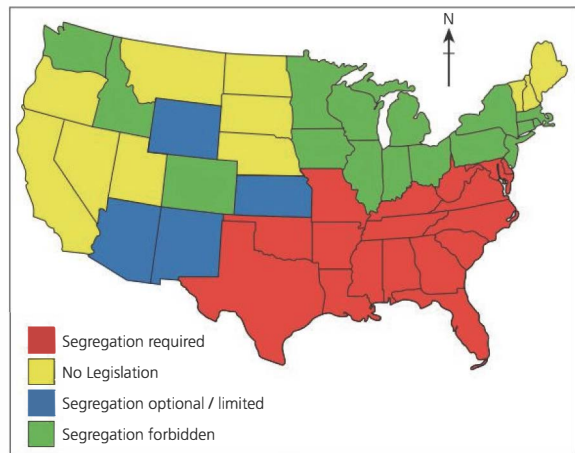 N
Segregation required
No Legislation
Segregation optional / limited
Segregation forbidden